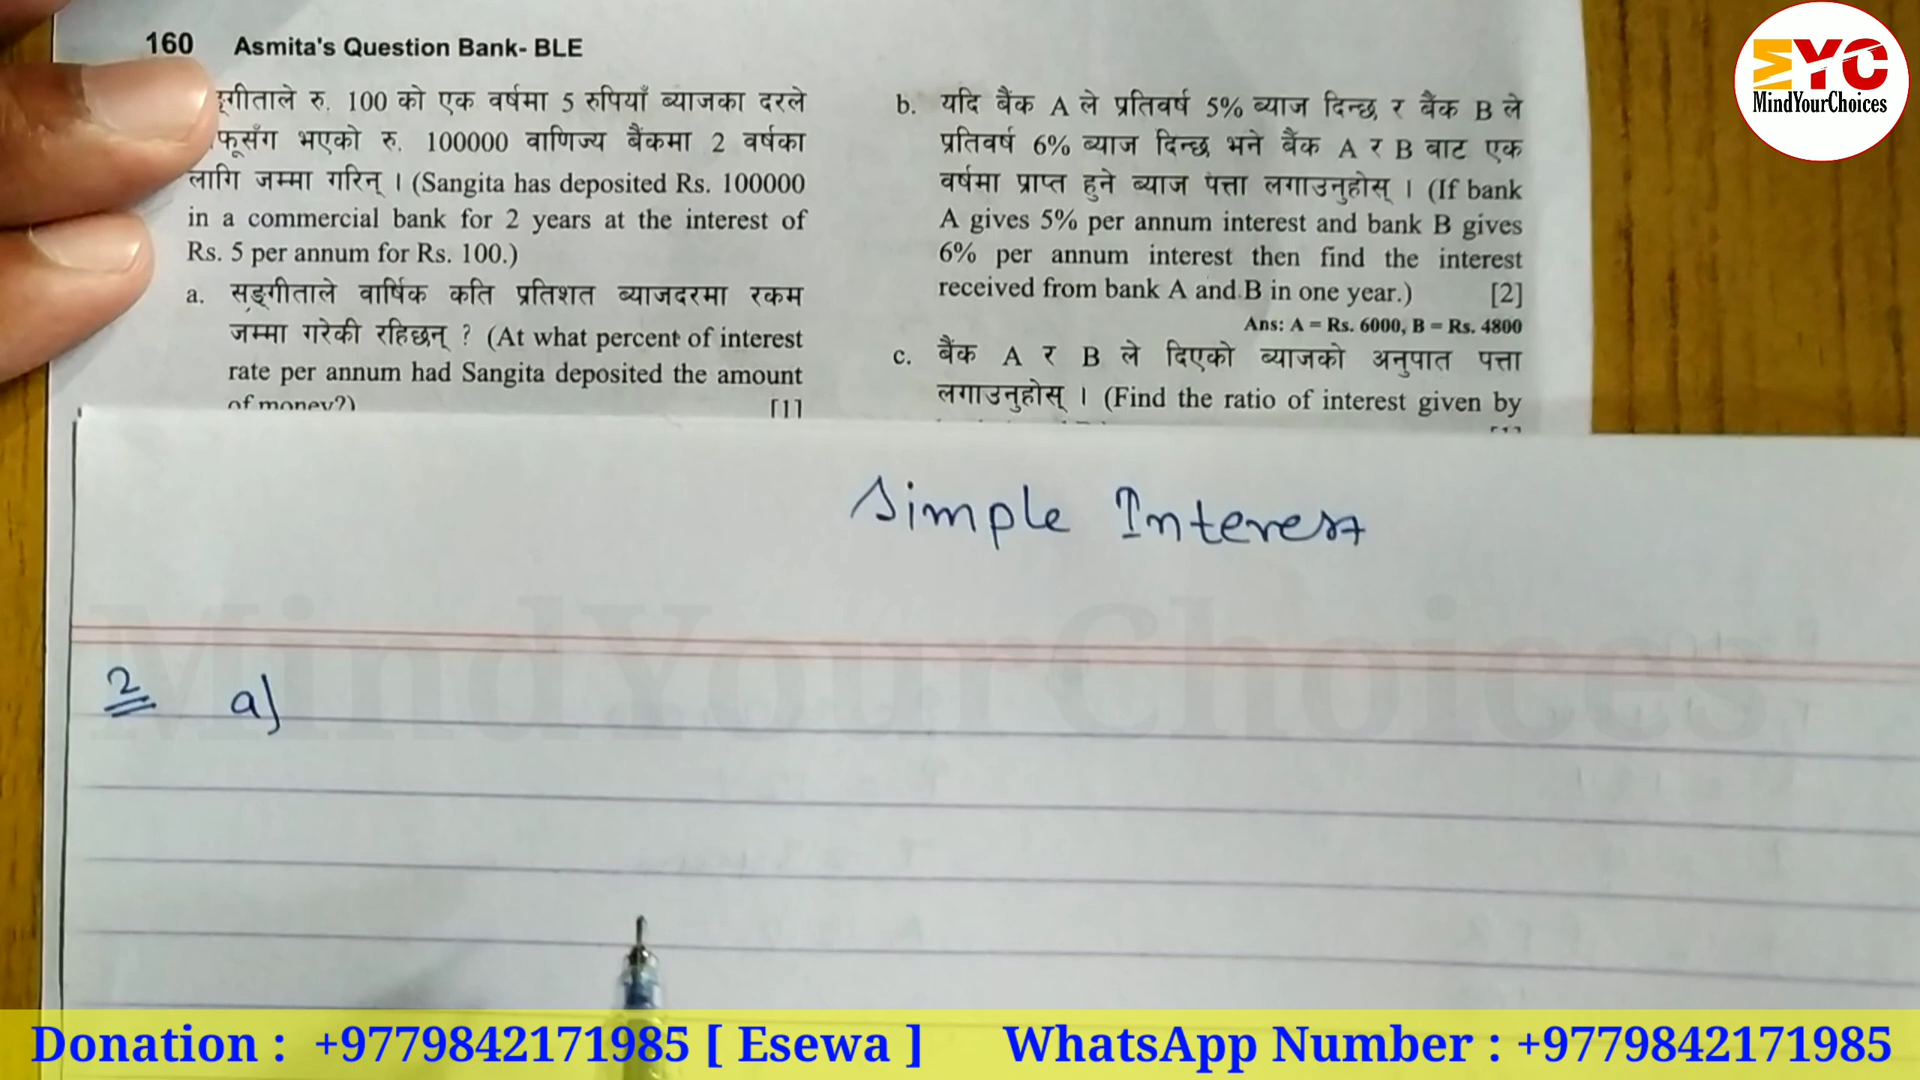 160 Asmita's Question Bank- BLE
रु. 100 को एक वर्षमा 5 रुपियाँ ब्याजका दरले
भएको रु. 100000 वाणिज्य बैंकमा 2 वर्षका
लागि जम्मा गरिन् । (Sangita has deposited Rs. 100000
in a commercial bank for 2 years at the interest of
Rs. 5 per annum for Rs. 100.)
a. सङ्गीताले वार्षिक कति प्रतिशत ब्याजदरमा रकम
जम्मा गरेकी रहिछन् ? (At what percent of interest
rate per annum had Sangita deposited the amount
of money?) [1]
b. यदि बैंक A ले प्रतिवर्ष 5% ब्याज दिन्छ र बैंक B ले
प्रतिवर्ष 6% ब्याज दिन्छ भने बैंक A र B बाट एक
वर्षमा प्राप्त हुने ब्याज पत्ता लगाउनुहोस् । (If bank
A gives 5% per annum interest and bank B gives
6% per annum interest then find the interest
received from bank A and B in one year.) [2]
Ans: A = Rs. 6000, B = Rs. 4800
c. बैंक A र B ले दिएको ब्याजको अनुपात पत्ता
लगाउनुहोस् । (Find the ratio of interest given by
MYC
MindYourChoices
Simple Interest
MindYourChoices
2 a)
Donation : +9779842171985 [ Esewa ] WhatsApp Number : +9779842171985